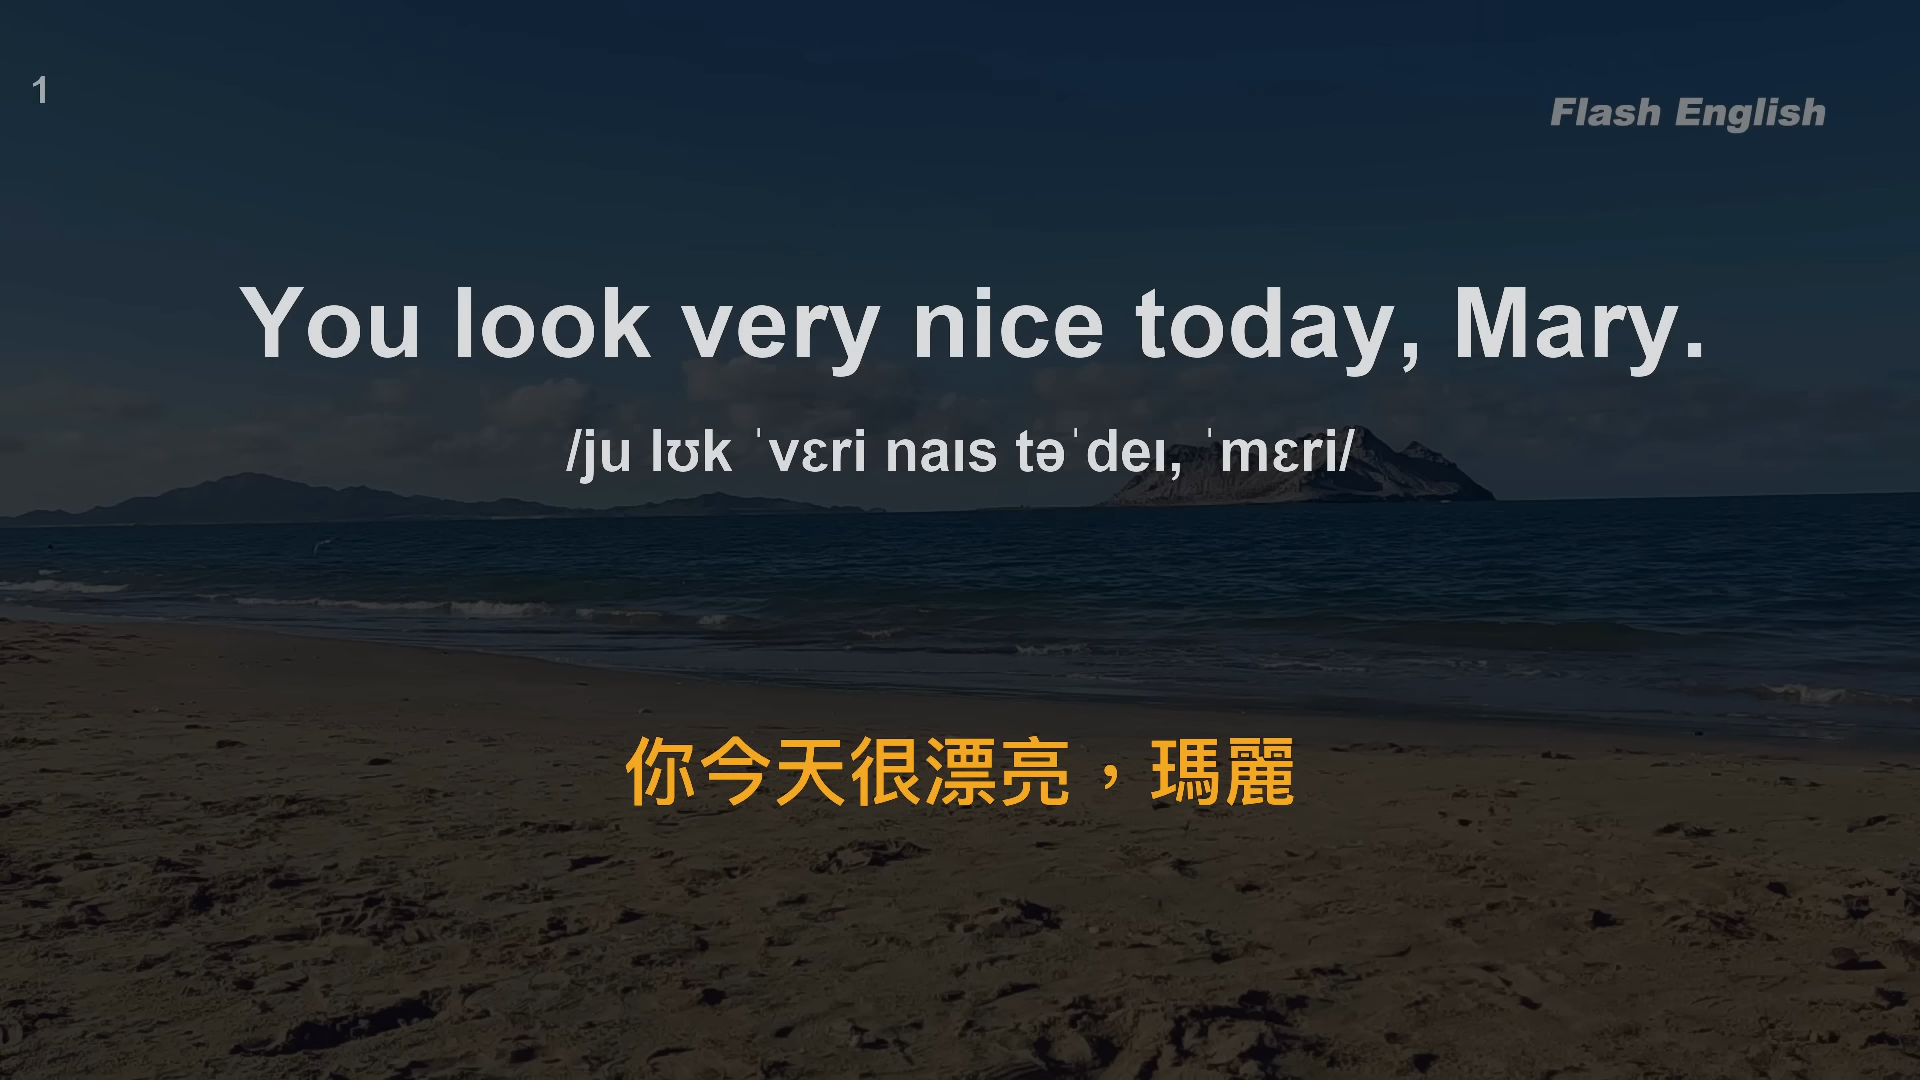 1
Flash English
You look very nice today, Mary.
/ju lʊk ˈvɛri naɪs təˈdeɪ, ˈmɛri/
你今天很漂亮，瑪麗